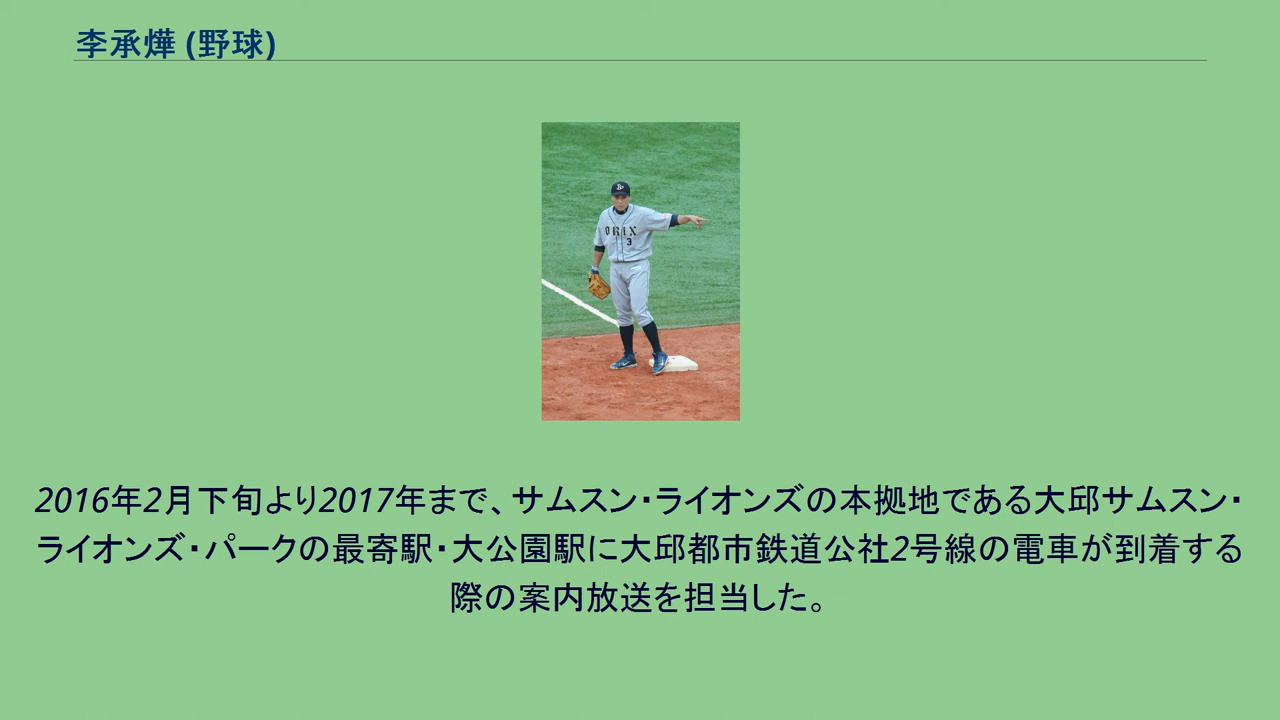 李承燁 (野球)
ORIX
3
2016年2月下旬より2017年まで、サムスン・ライオンズの本拠地である大邱サムスン・
ライオンズ・パークの最寄駅・大公園駅に大邱都市鉄道公社2号線の電車が到着する
際の案内放送を担当した。